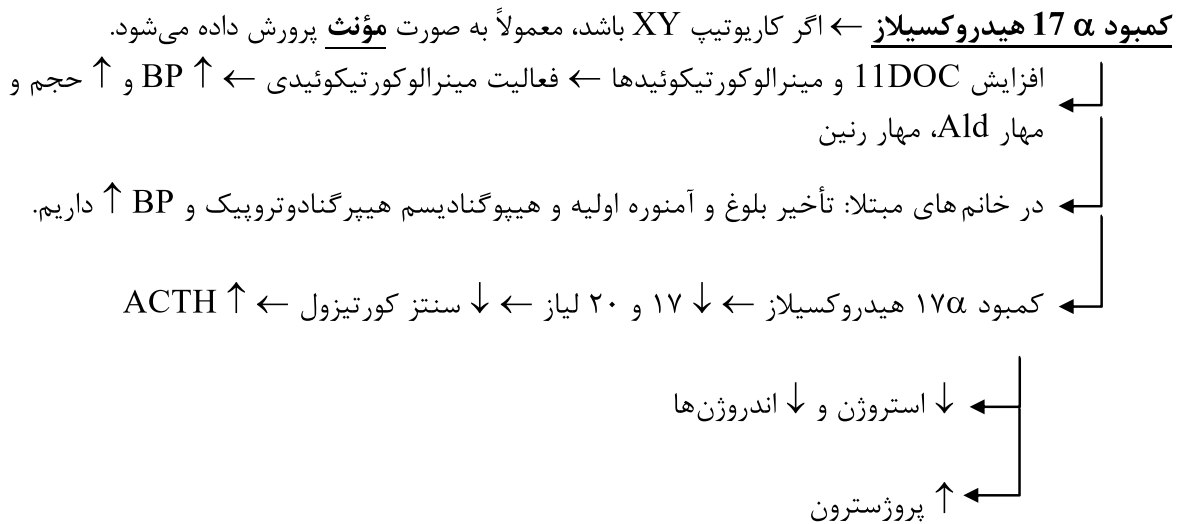 کمبود 17 α هیدروکسیلاز ← اگر کاریوتیپ XY باشد، معمولاً به صورت مؤنث پرورش داده می‌شود.
افزایش 11DOC و مینرالوکورتیکوئیدها ← فعالیت مینرالوکورتیکوئیدی ← ↑ BP و ↑ حجم و
مهار Ald، مهار رنین
در خانم های مبتلا: تأخیر بلوغ و آمنوره اولیه و هیپوگنادیسم هیپرگنادوتروپیک و BP ↑ داریم.
کمبود ۱۷α هیدروکسیلاز ← ↓ ۱۷ و ۲۰ لیاز ← ↓ سنتز کورتیزول ← ↑ ACTH
↓ استروژن و ↓ اندروژن‌ها
↑ پروژسترون